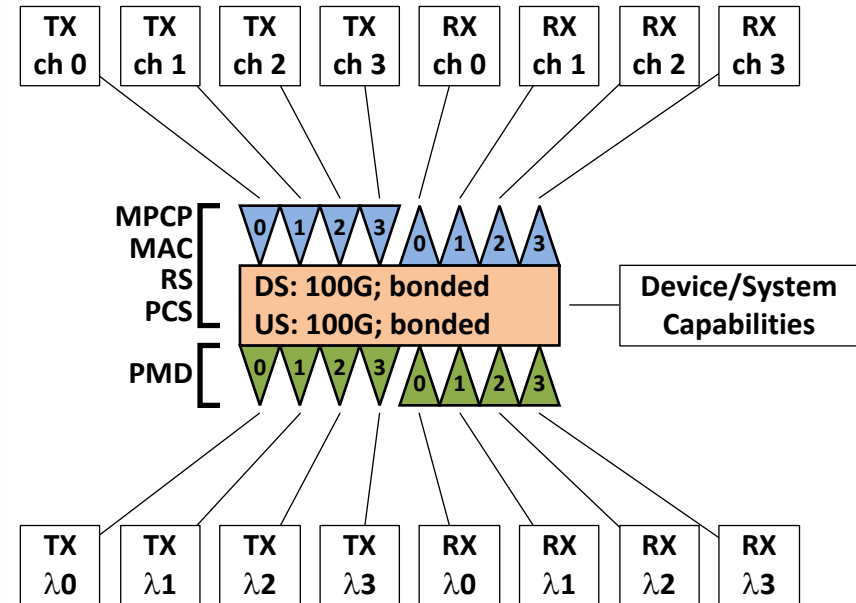 TX TX TX TX RX RX RX RX
ch 0 ch 1 ch 2 ch 3 ch 0 ch 1 ch 2 ch 3
MPCP
MAC
RS
PCS
0 1 2 3 0 1 2 3
DS: 100G; bonded
US: 100G; bonded
Device/System
Capabilities
PMD
0 1 2 3 0 1 2 3
TX TX TX TX RX RX RX RX
λ0 λ1 λ2 λ3 λ0 λ1 λ2 λ3